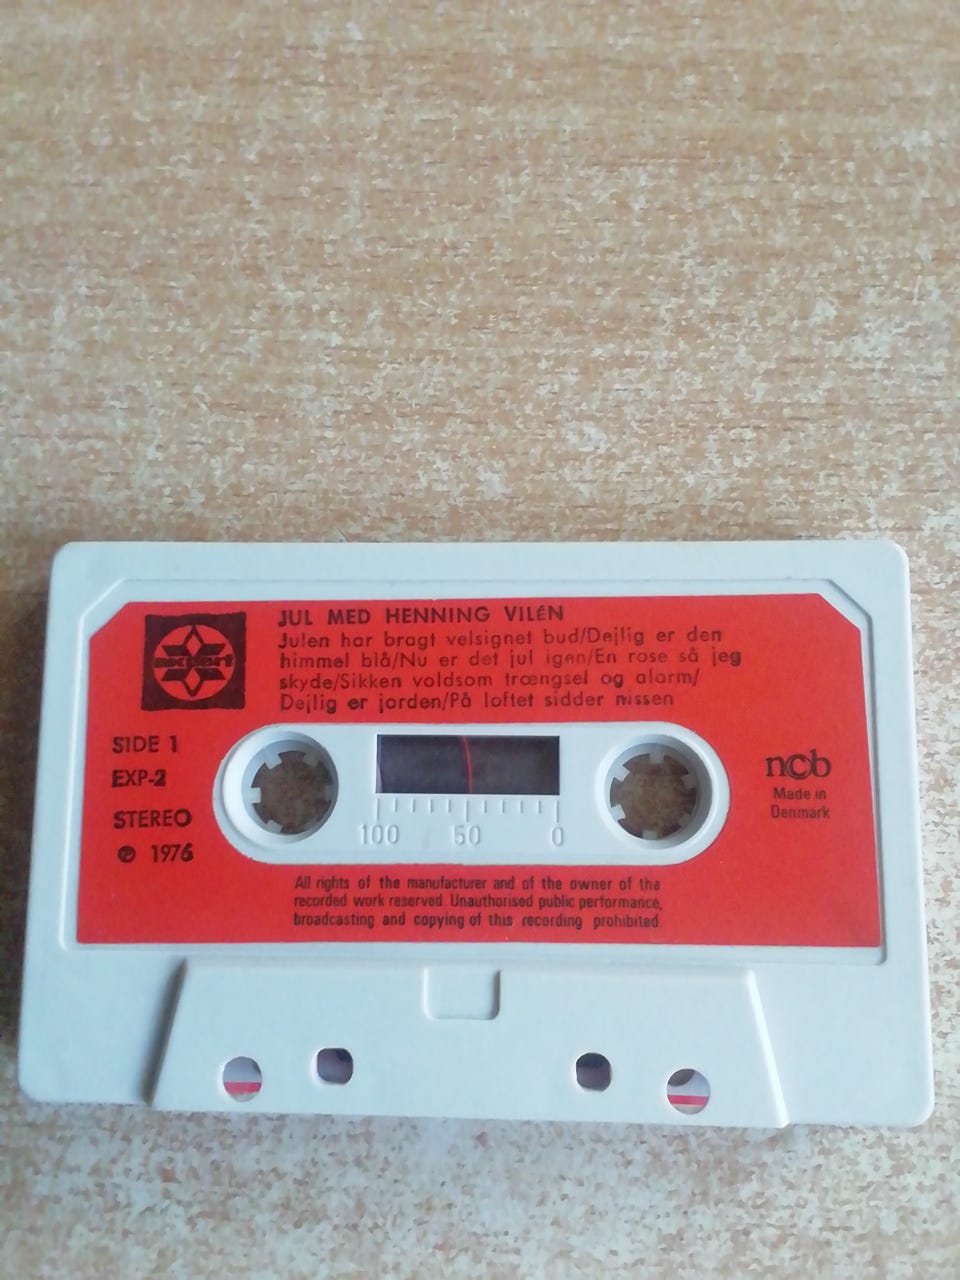 JUL MED HENNING VILÉN
Julen har bragt velsignet bud/Dejlig er den
himmel blå/Nu er det jul igen/En rose så jeg
skyde/Sikken voldsom trængsel og alarm/
Dejlig er jorden/På loftet sidder nissen
expert
SIDE 1
EXP-2
STEREO
℗ 1976
100 50 0
ncb
Made in
Denmark
All rights of the manufacturer and of the owner of the
recorded work reserved. Unauthorised public performance,
broadcasting and copying of this recording prohibited.